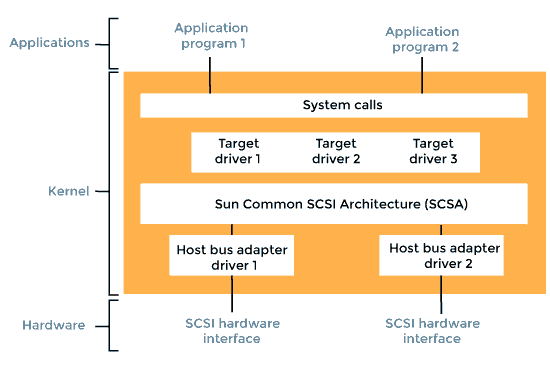 Applications
Application
program 1
Application
program 2
System calls
Target
driver 1
Target
driver 2
Target
driver 3
Kernel
Sun Common SCSI Architecture (SCSA)
Host bus adapter
driver 1
Host bus adapter
driver 2
Hardware
SCSI hardware
interface
SCSI hardware
interface